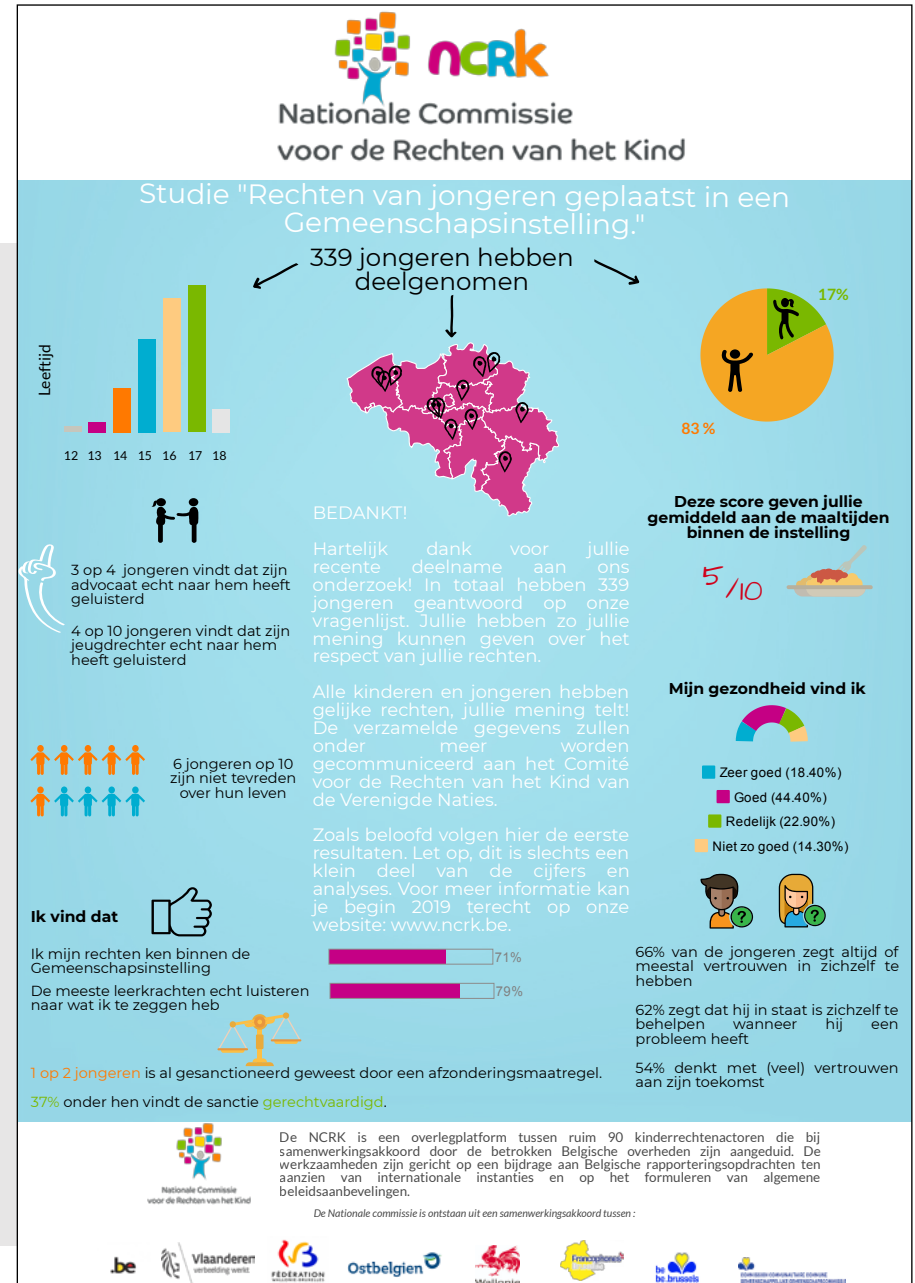 ncRk
Nationale Commissie
voor de Rechten van het Kind
Studie "Rechten van jongeren geplaatst in een
Gemeenschapsinstelling."
339 jongeren hebben
deelgenomen
Leeftijd
12 13 14 15 16 17 18
17%
83 %
3 op 4 jongeren vindt dat zijn
advocaat echt naar hem heeft
geluisterd
4 op 10 jongeren vindt dat zijn
jeugdrechter echt naar hem
heeft geluisterd
6 jongeren op 10
zijn niet tevreden
over hun leven
BEDANKT!
Hartelijk dank voor jullie
recente deelname aan ons
onderzoek! In totaal hebben 339
jongeren geantwoord op onze
vragenlijst. Jullie hebben zo jullie
mening kunnen geven over het
respect van jullie rechten.
Alle kinderen en jongeren hebben
gelijke rechten, jullie mening telt!
De verzamelde gegevens zullen
onder meer worden
gecommuniceerd aan het Comité
voor de Rechten van het Kind van
de Verenigde Naties.
Zoals beloofd volgen hier de eerste
resultaten. Let op, dit is slechts een
klein deel van de cijfers en
analyses. Voor meer informatie kan
je begin 2019 terecht op onze
website: www.ncrk.be.
Deze score geven jullie
gemiddeld aan de maaltijden
binnen de instelling
5/10
Mijn gezondheid vind ik
Zeer goed (18.40%)
Goed (44.40%)
Redelijk (22.90%)
Niet zo goed (14.30%)
? ?
66% van de jongeren zegt altijd of
meestal vertrouwen in zichzelf te
hebben
62% zegt dat hij in staat is zichzelf te
behelpen wanneer hij een
probleem heeft
54% denkt met (veel) vertrouwen
aan zijn toekomst
Ik vind dat
Ik mijn rechten ken binnen de
Gemeenschapsinstelling
71%
De meeste leerkrachten echt luisteren
naar wat ik te zeggen heb
79%
1 op 2 jongeren is al gesanctioneerd geweest door een afzonderingsmaatregel.
37% onder hen vindt de sanctie gerechtvaardigd.
Nationale Commissie
voor de Rechten van het Kind
De NCRK is een overlegplatform tussen ruim 90 kinderrechtenactoren die bij
samenwerkingsakkoord door de betrokken Belgische overheden zijn aangeduid. De
werkzaamheden zijn gericht op een bijdrage aan Belgische rapporteringsopdrachten ten
aanzien van internationale instanties en op het formuleren van algemene
beleidsaanbevelingen.
De Nationale commissie is ontstaan uit een samenwerkingsakkoord tussen :
.be
Vlaanderen
verbeelding werkt
FÉDÉRATION
WALLONIE-BRUXELLES
Ostbelgien
Wallonie
Francophones
be
be.brussels